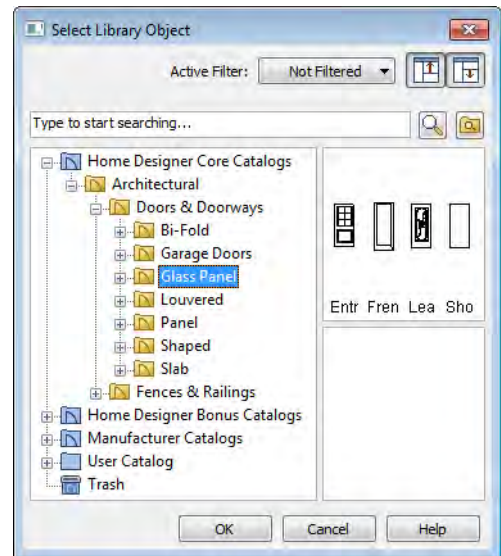 Select Library Object
Active Filter: Not Filtered
Type to start searching...
Home Designer Core Catalogs
Architectural
Doors & Doorways
Bi-Fold
Garage Doors
Glass Panel
Louvered
Panel
Shaped
Slab
Fences & Railings
Home Designer Bonus Catalogs
Manufacturer Catalogs
User Catalog
Trash
Entr Fren Lea Sho
OK Cancel Help